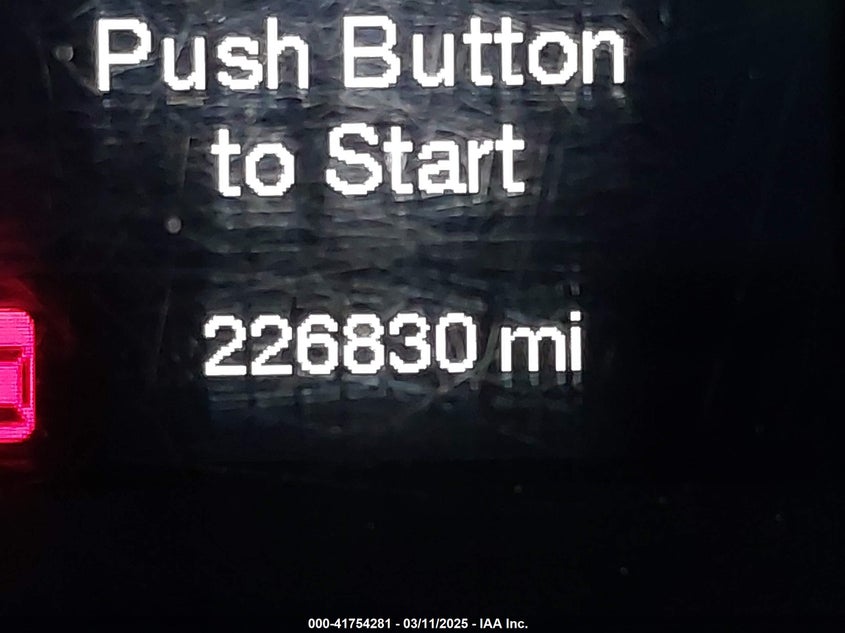 Push Button
to Start
226830 mi
000-41754281 - 03/11/2025 - IAA Inc.